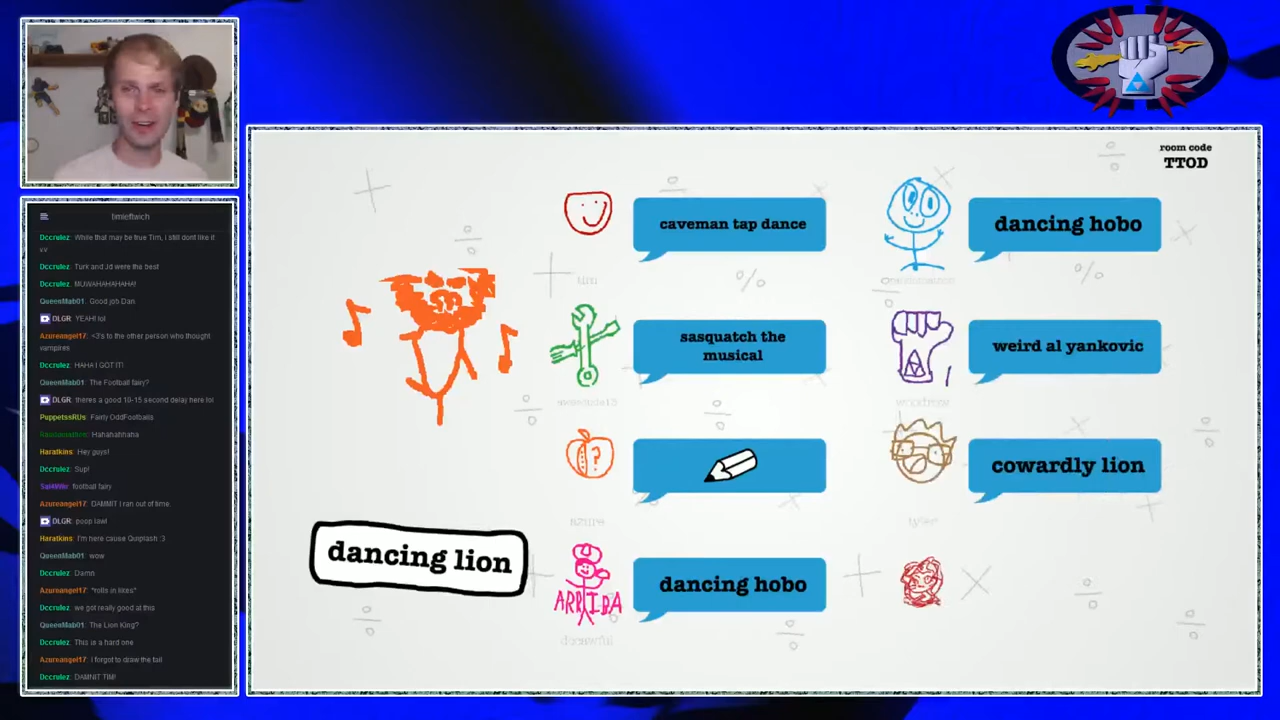 limieftwich
Dccrulez: While that may be true Tim, I still dont like it
v.v
Dccrulez: Turk and Jd were tha best
Dccrulez: MUWAHAHAHAHA!
QueenMab01: Good job Dan.
DLGR: YEAH! lol
Azureangel17: <3's to the other person who thought
vampires
Dccrulez: HAHA I GOT IT!
QueenMab01: The Football fairy?
DLGR: theres a good 10-15 second delay here lol
PuppetssRUs: Fairly OddFootballs
Hahahahhaha
Haratkins: Hey guys!
Dccrulez: Sup!
football fairy
Azureangel17: DAMMIT I ran out of time.
DLGR: poop law!
Haratkins: I'm here cause Quiplash :3
QueenMab01: wow
Dccrulez: Damn
Azureangel17: *rolls in likes*
Dccrulez: we got really good at this
QueenMab01: The Lion King?
Dccrulez: This is a hard one
Azureangel17: I forgot to draw the tail
Dccrulez: DAMNIT TIM!
room code
TTOD
caveman tap dance
dancing hobo
tim
sasquatch the
musical
weird al yankovic
cowardly lion
azure
tyler
dancing lion
ARRIBA
dancing hobo